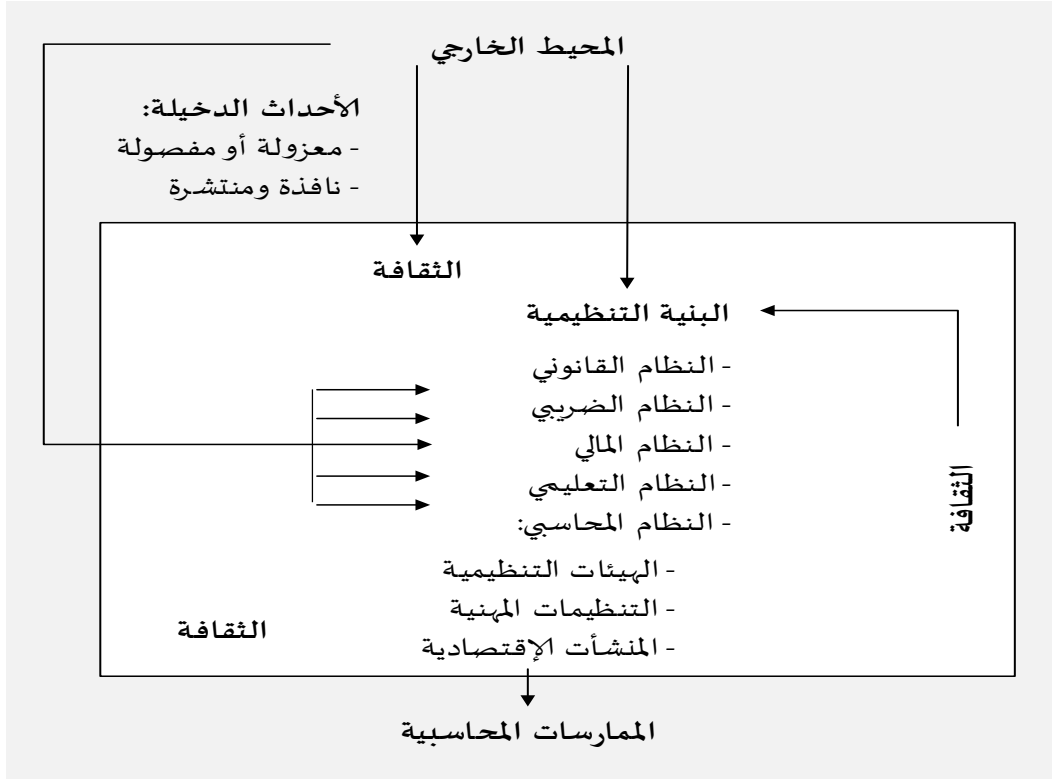 المحيط الخارجي
الأحداث الدخيلة:
- معزولة أو مفصولة
- نافذة ومنتشرة
الثقافة
البنية التنظيمية
- النظام القانوني
- النظام الضريبي
- النظام المالي
- النظام التعليمي
- النظام المحاسبي:
- الهيئات التنظيمية
- التنظيمات المهنية
- المنشأت الإقتصادية
الثقافة
الثقافة
الممارسات المحاسبية